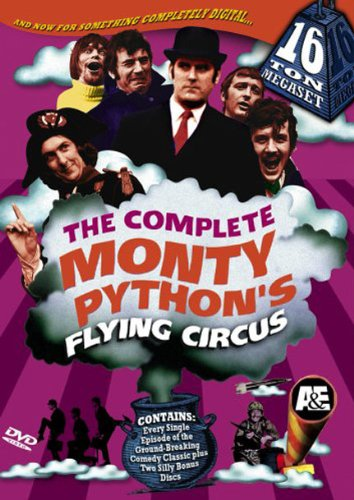 AND NOW FOR SOMETHING COMPLETELY DIGITAL...
16
TON
MEGASET
THE COMPLETE
MONTY
PYTHON'S
FLYING CIRCUS
CONTAINS:
Every Single
Episode of the
Ground-Breaking
Comedy Classic plus
Two Silly Bonus
Discs
DVD
VIDEO
A&E